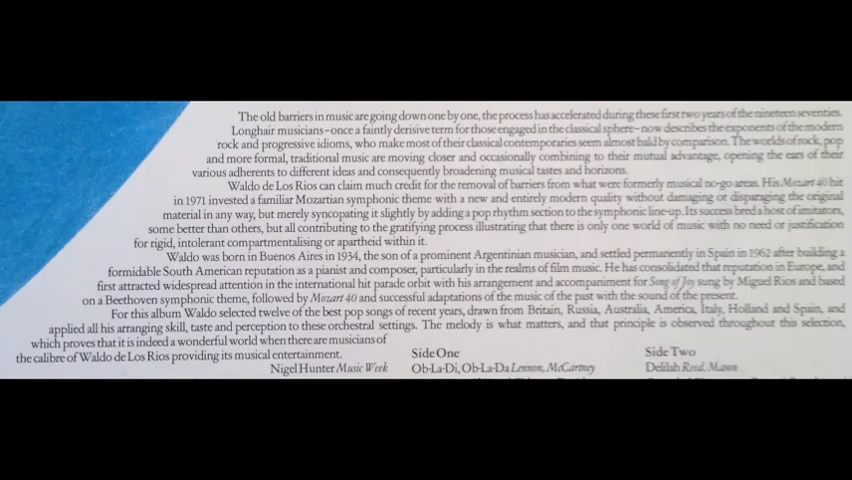 The old barriers in music are going down one by one, the process has accelerated during these first two years of the nineteen seventies.
Longhair musicians–once a faintly derisive term for those engaged in the classical sphere–now describes the exponents of the modern
rock and progressive idioms, who make most of their classical contemporaries seem almost bald by comparison. The worlds of rock, pop
and more formal, traditional music are moving closer and occasionally combining to their mutual advantage, opening the ears of their
various adherents to different ideas and consequently broadening musical tastes and horizons.
Waldo de Los Rios can claim much credit for the removal of barriers from what were formerly musical no-go areas. His Mozart 40 hit
in 1971 invested a familiar Mozartian symphonic theme with a new and entirely modern quality without damaging or disparaging the original
material in any way, but merely syncopating it slightly by adding a pop rhythm section to the symphonic line-up. Its success bred a host of imitators,
some better than others, but all contributing to the gratifying process illustrating that there is only one world of music with no need or justification
for rigid, intolerant compartmentalising or apartheid within it.
Waldo was born in Buenos Aires in 1934, the son of a prominent Argentinian musician, and settled permanently in Spain in 1962 after building a
formidable South American reputation as a pianist and composer, particularly in the realms of film music. He has consolidated that reputation in Europe, and
first attracted widespread attention in the international hit parade orbit with his arrangement and accompaniment for Song of Joy sung by Miguel Rios and based
on a Beethoven symphonic theme, followed by Mozart 40 and successful adaptations of the music of the past with the sound of the present.
For this album Waldo selected twelve of the best pop songs of recent years, drawn from Britain, Russia, Australia, America, Italy, Holland and Spain, and
applied all his arranging skill, taste and perception to these orchestral settings. The melody is what matters, and that principle is observed throughout this selection,
which proves that it is indeed a wonderful world when there are musicians of
the calibre of Waldo de Los Rios providing its musical entertainment.
Nigel Hunter Music Week
Side One
Ob-La-Di, Ob-La-Da Lennon, McCartney
Side Two
Delilah Reed, Mason